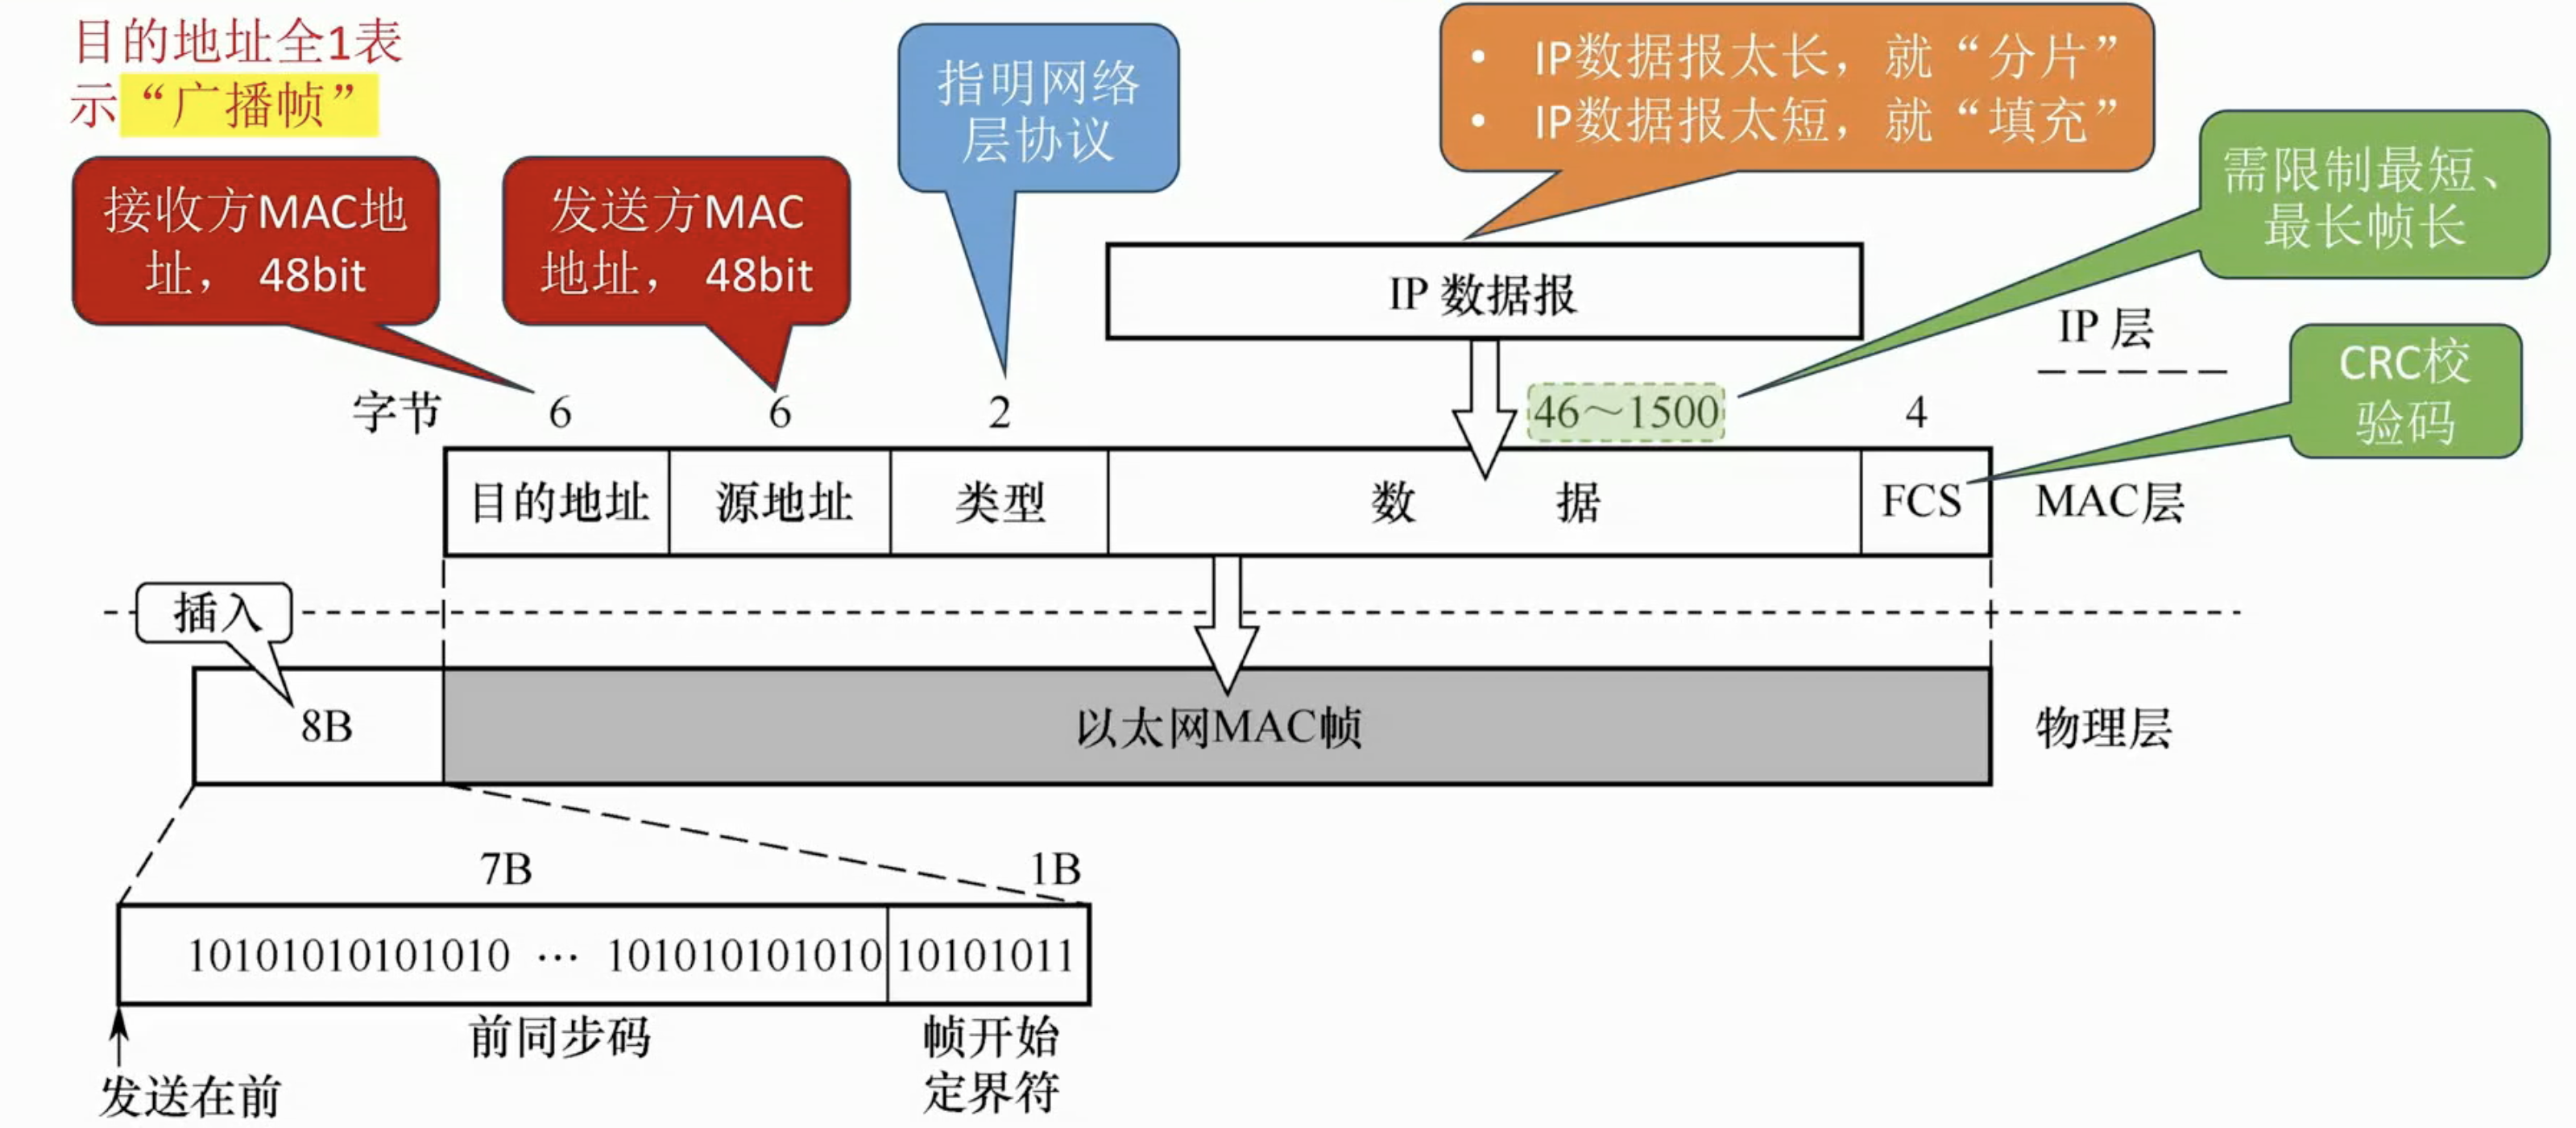 目的地址全1表
示“广播帧”
接收方MAC地
址， 48bit
发送方MAC
地址， 48bit
指明网络
层协议
• IP数据报太长，就“分片”
• IP数据报太短，就“填充”
需限制最短、
最长帧长
IP 数据报
IP 层
CRC校
验码
字节 6 6 2 46～1500 4
目的地址 源地址 类型 数 据 FCS MAC层
插入
8B 以太网MAC帧 物理层
7B 1B
10101010101010 … 101010101010 10101011
前同步码 帧开始
定界符
发送在前